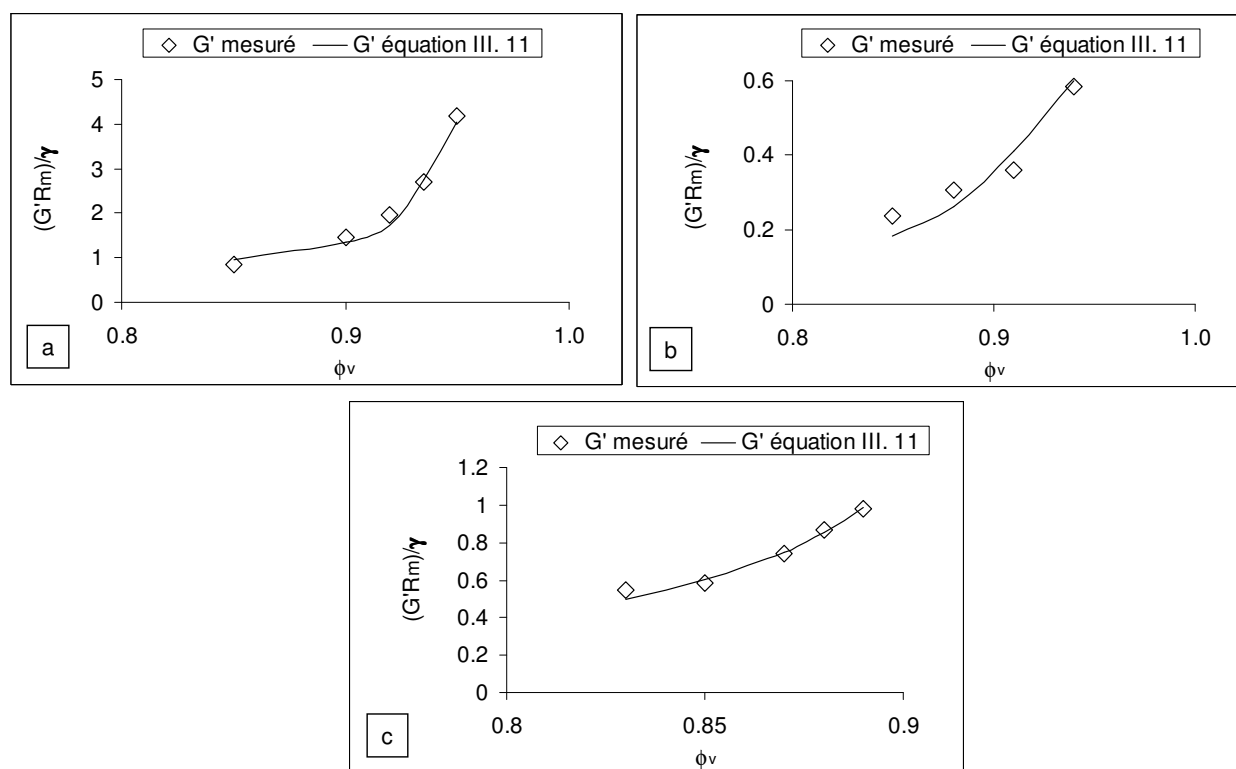 G' mesuré G' équation III. 11
5
4
3
2
1
0
0.8 0.9 1.0
(G'Rm)/γ
ϕv
a
G' mesuré G' équation III. 11
0.6
0.4
0.2
0
0.8 0.9 1.0
(G'Rm)/γ
ϕv
b
G' mesuré G' équation III. 11
1.2
1
0.8
0.6
0.4
0.2
0
0.8 0.85 0.9
(G'Rm)/γ
ϕv
c